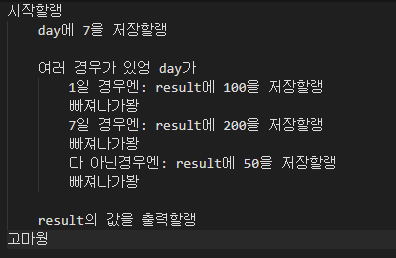 시작할랭
day에 7을 저장할랭
여러 경우가 있엉 day가
1일 경우엔: result에 100을 저장할랭
빠져나가봥
7일 경우엔: result에 200을 저장할랭
빠져나가봥
다 아닌경우엔: result에 50을 저장할랭
빠져나가봥
result의 값을 출력할랭
고마웡